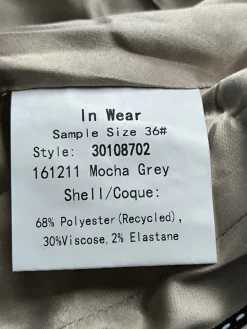 In Wear
Sample Size 36#
Style: 30108702
161211 Mocha Grey
Shell/Coque:
68% Polyester(Recycled),
30%Viscose,2% Elastane